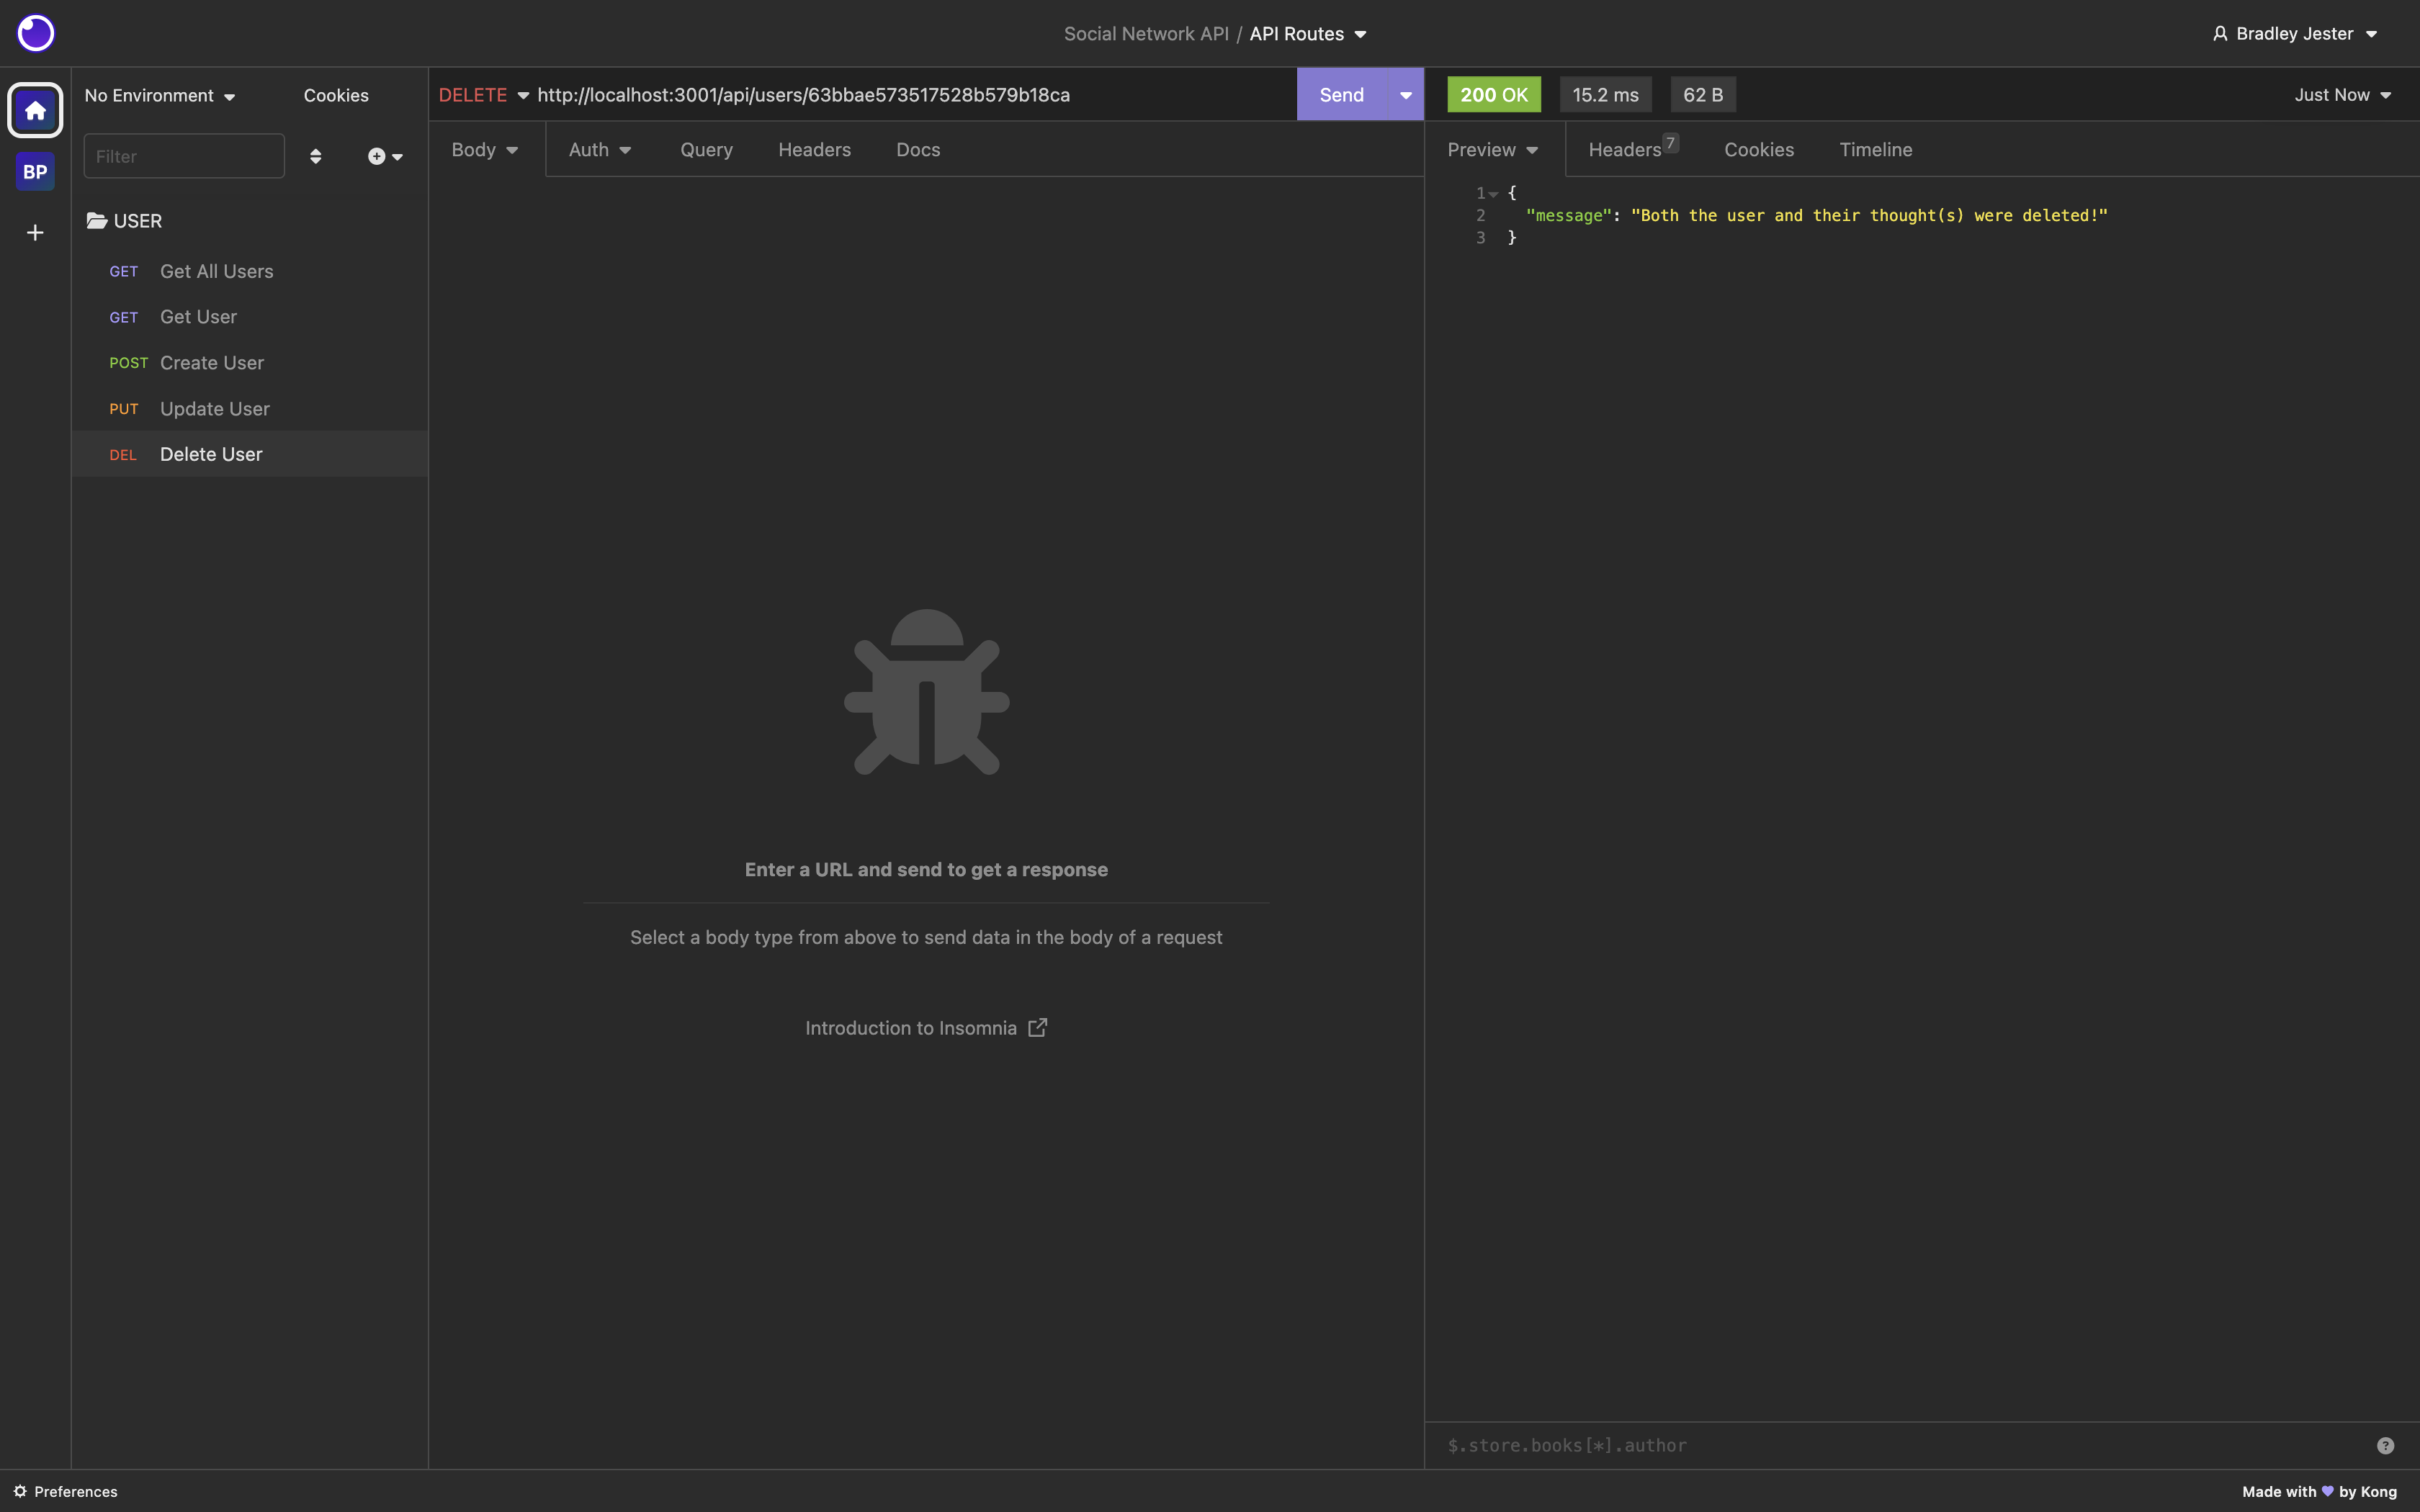 Social Network API / API Routes
Bradley Jester
BP
No Environment
Cookies
Filter
USER
GET Get All Users
GET Get User
POST Create User
PUT Update User
DEL Delete User
DELETE http://localhost:3001/api/users/63bbae573517528b579b18ca
Send
Body
Auth
Query
Headers
Docs
Enter a URL and send to get a response
Select a body type from above to send data in the body of a request
Introduction to Insomnia
200 OK
15.2 ms
62 B
Just Now
Preview
Headers 7
Cookies
Timeline
1 {
2 "message": "Both the user and their thought(s) were deleted!"
3 }
$.store.books[*].author
?
Preferences
Made with by Kong